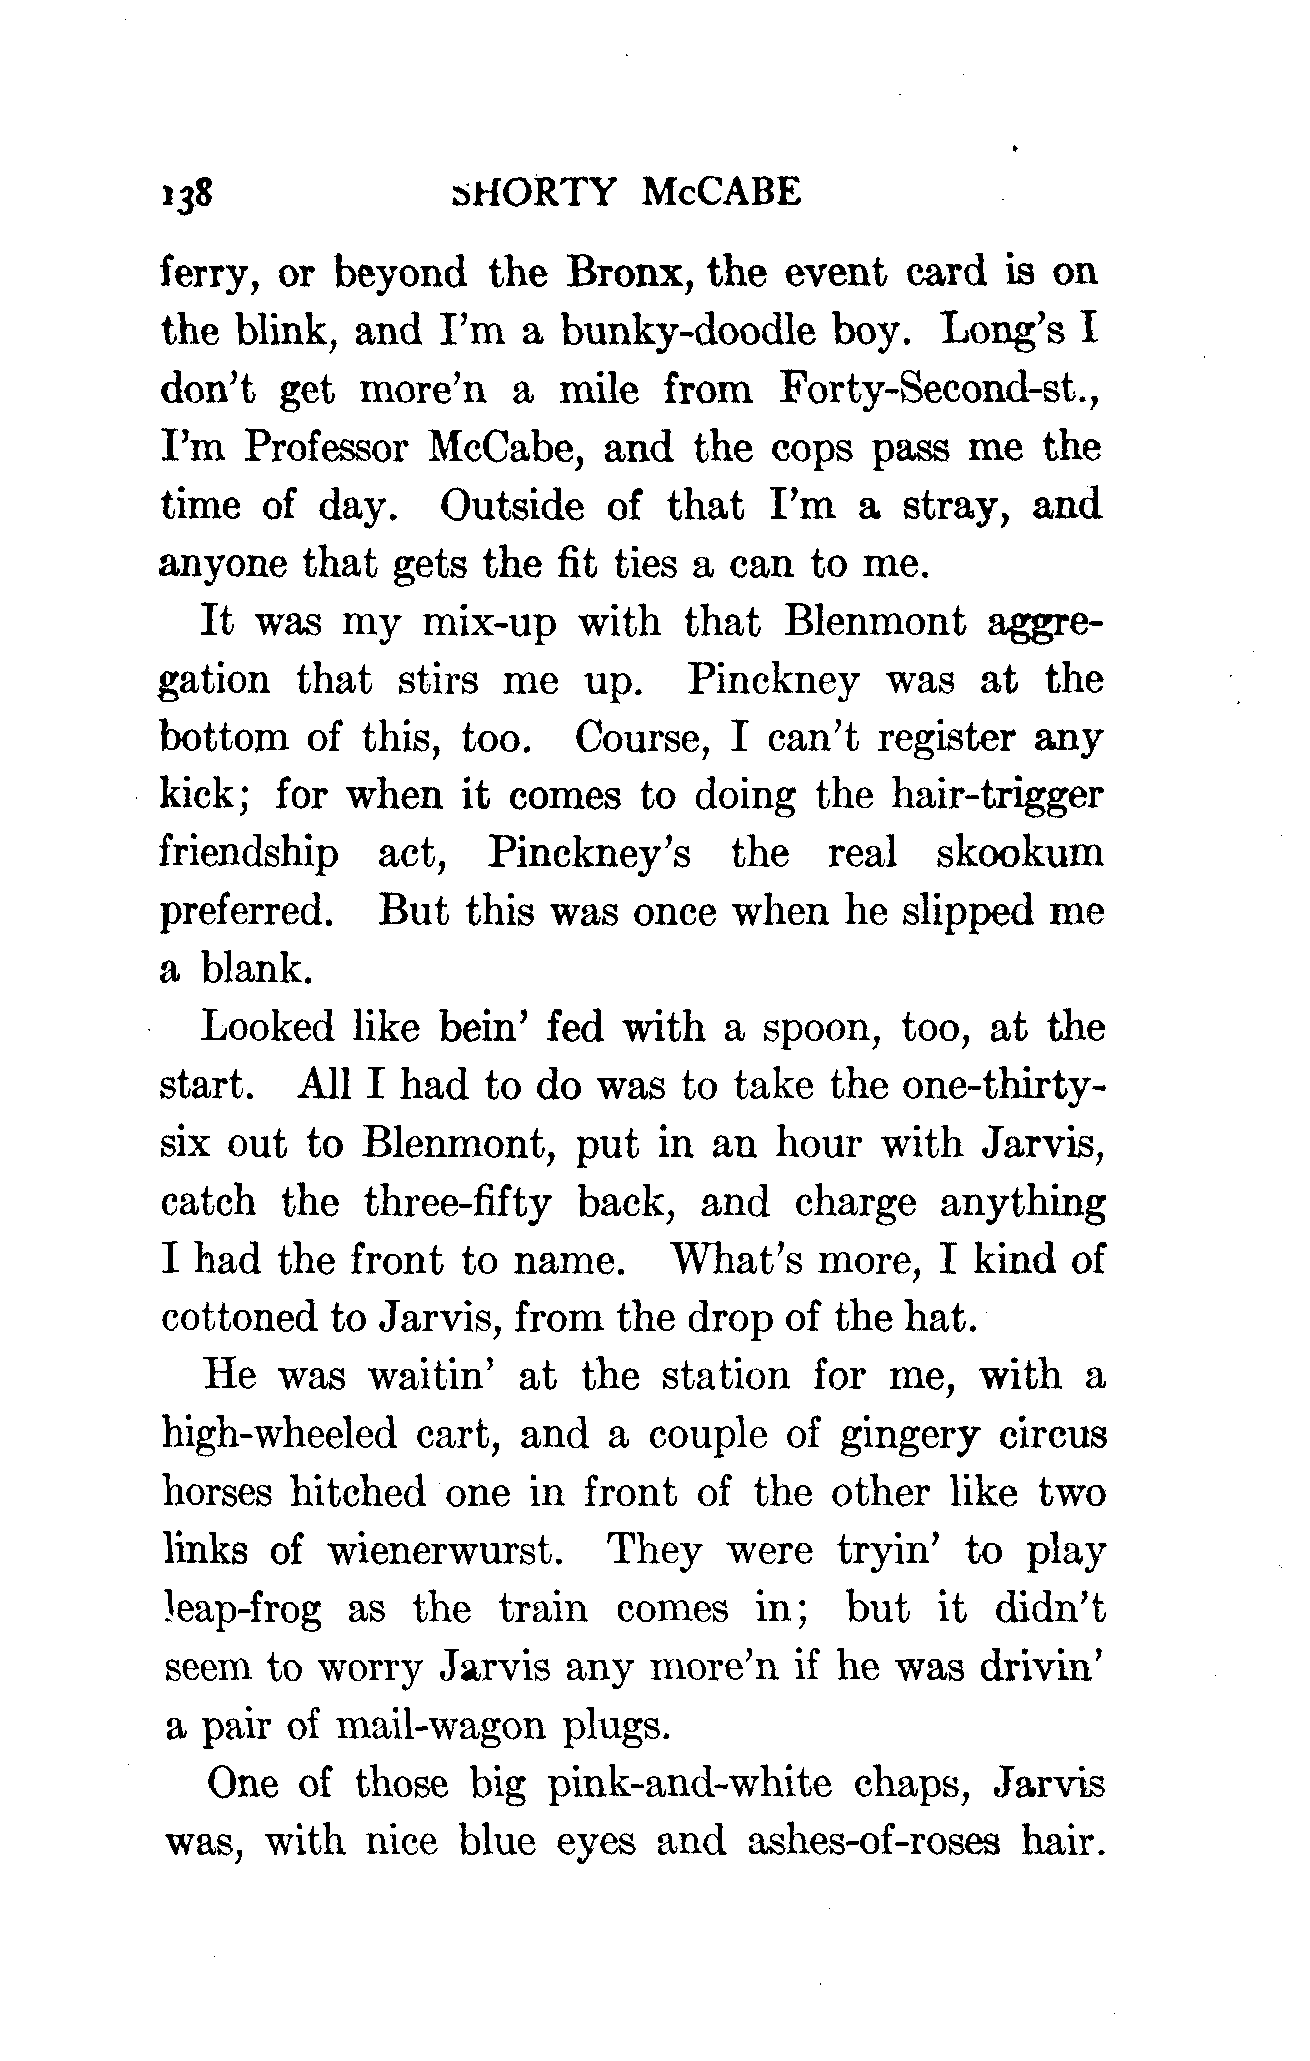 138 SHORTY McCABE
ferry, or beyond the Bronx, the event card is on
the blink, and I'm a bunky-doodle boy. Long's I
don't get more'n a mile from Forty-Second-st.,
I'm Professor McCabe, and the cops pass me the
time of day. Outside of that I'm a stray, and
anyone that gets the fit ties a can to me.
It was my mix-up with that Blenmont aggre-
gation that stirs me up. Pinckney was at the
bottom of this, too. Course, I can't register any
kick; for when it comes to doing the hair-trigger
friendship act, Pinckney's the real skookum
preferred. But this was once when he slipped me
a blank.
Looked like bein' fed with a spoon, too, at the
start. All I had to do was to take the one-thirty-
six out to Blenmont, put in an hour with Jarvis,
catch the three-fifty back, and charge anything
I had the front to name. What's more, I kind of
cottoned to Jarvis, from the drop of the hat.
He was waitin' at the station for me, with a
high-wheeled cart, and a couple of gingery circus
horses hitched one in front of the other like two
links of wienerwurst. They were tryin' to play
leap-frog as the train comes in; but it didn't
seem to worry Jarvis any more'n if he was drivin'
a pair of mail-wagon plugs.
One of those big pink-and-white chaps, Jarvis
was, with nice blue eyes and ashes-of-roses hair.